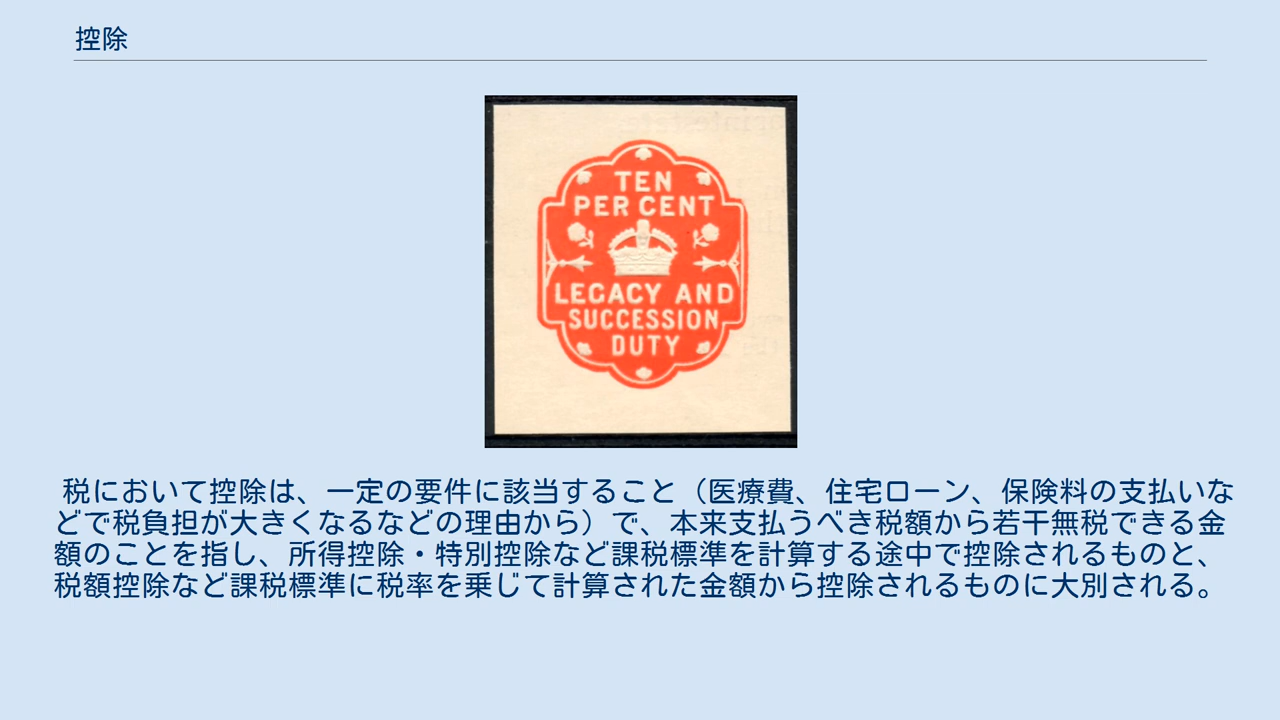 控除
TEN
PER CENT
LEGACY AND
SUCCESSION
DUTY
税において控除は、一定の要件に該当すること（医療費、住宅ローン、保険料の支払いな
どで税負担が大きくなるなどの理由から）で、本来支払うべき税額から若干無税できる金
額のことを指し、所得控除・特別控除など課税標準を計算する途中で控除されるものと、
税額控除など課税標準に税率を乗じて計算された金額から控除されるものに大別される。